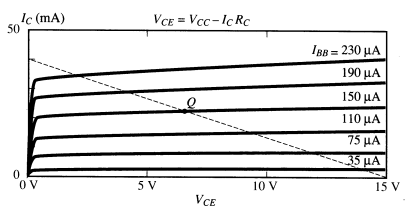 I_C (mA)
V_CE = V_CC – I_C R_C
50
I_BB = 230 µA
190 µA
150 µA
Q
110 µA
75 µA
35 µA
0
0 V
5 V
10 V
15 V
V_CE